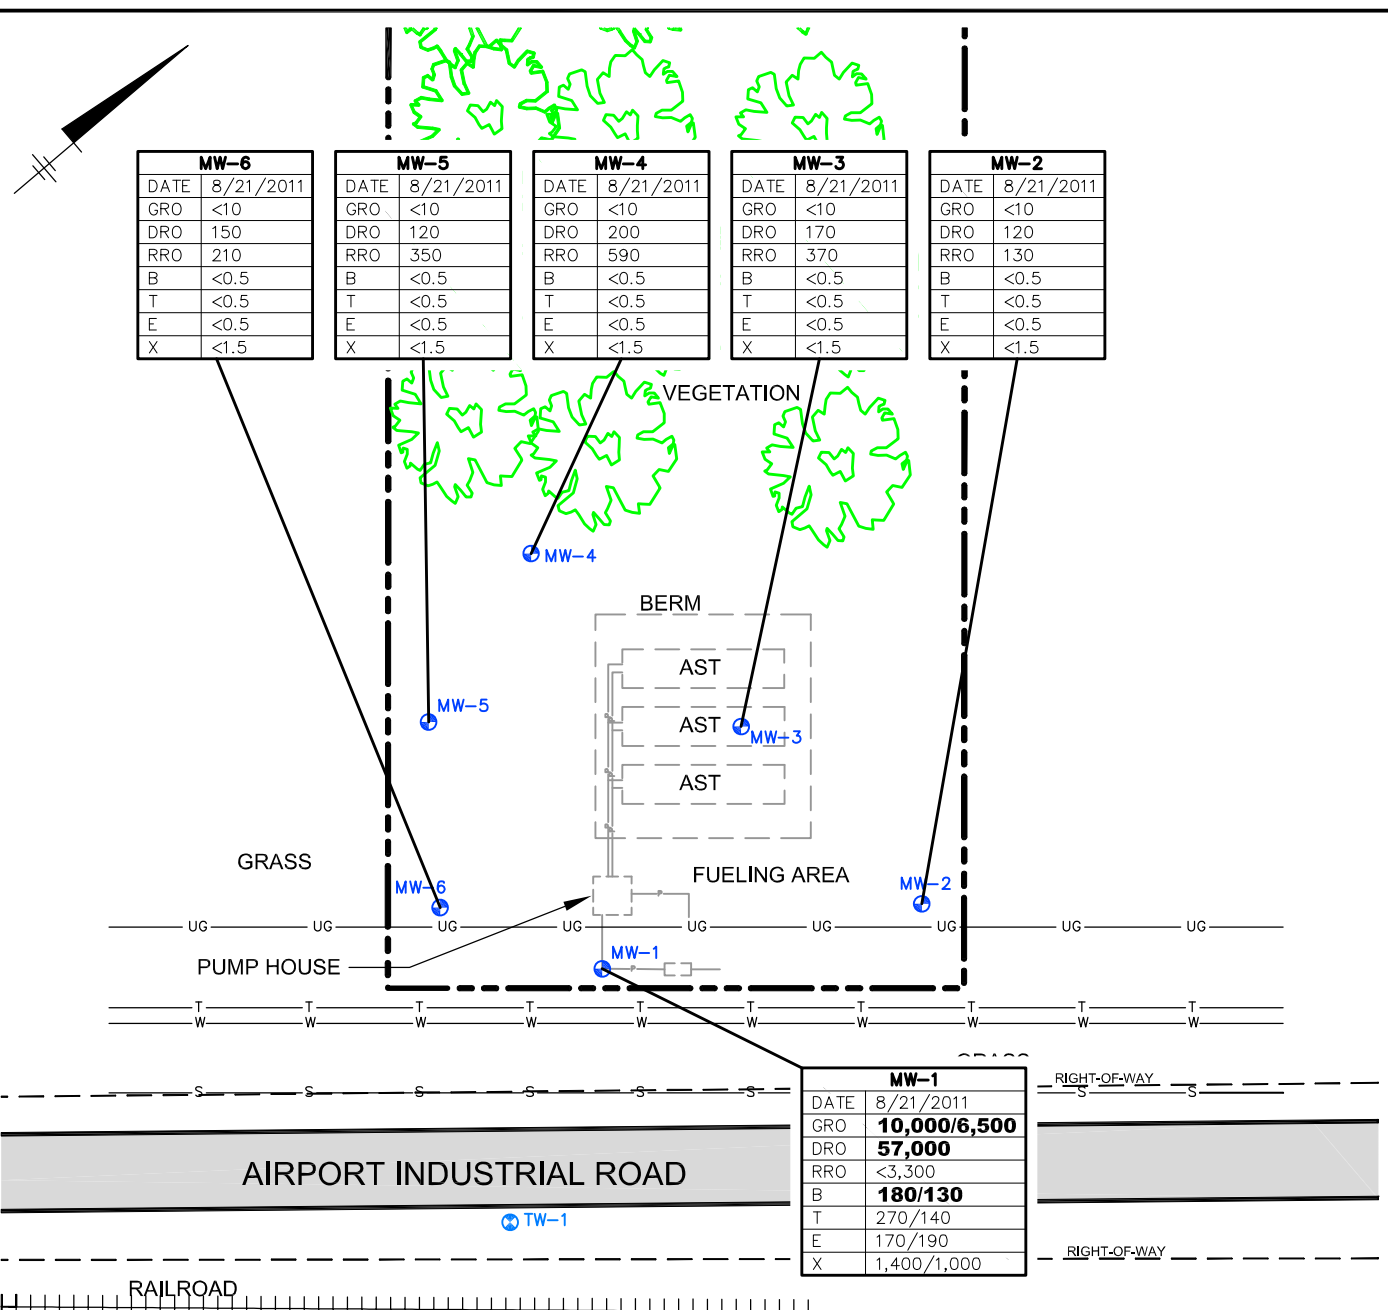 MW-6
DATE 8/21/2011
GRO <10
DRO 150
RRO 210
B <0.5
T <0.5
E <0.5
X <1.5
MW-5
DATE 8/21/2011
GRO <10
DRO 120
RRO 350
B <0.5
T <0.5
E <0.5
X <1.5
MW-4
DATE 8/21/2011
GRO <10
DRO 200
RRO 590
B <0.5
T <0.5
E <0.5
X <1.5
MW-3
DATE 8/21/2011
GRO <10
DRO 170
RRO 370
B <0.5
T <0.5
E <0.5
X <1.5
MW-2
DATE 8/21/2011
GRO <10
DRO 120
RRO 130
B <0.5
T <0.5
E <0.5
X <1.5
VEGETATION
MW-4
BERM
AST
MW-5
AST
MW-3
AST
GRASS
FUELING AREA
MW-6
MW-2
P
UG UG UG UG UG UG UG UG UG
MW-1
PUMP HOUSE
P
T T T T T T T T T T
W W W W W W W W W W
GRASS
MW-1
DATE 8/21/2011
GRO 10,000/6,500
DRO 57,000
RRO <3,300
B 180/130
T 270/140
E 170/190
X 1,400/1,000
RIGHT-OF-WAY
S S S S S S S S
AIRPORT INDUSTRIAL ROAD
TW-1
RIGHT-OF-WAY
RAILROAD